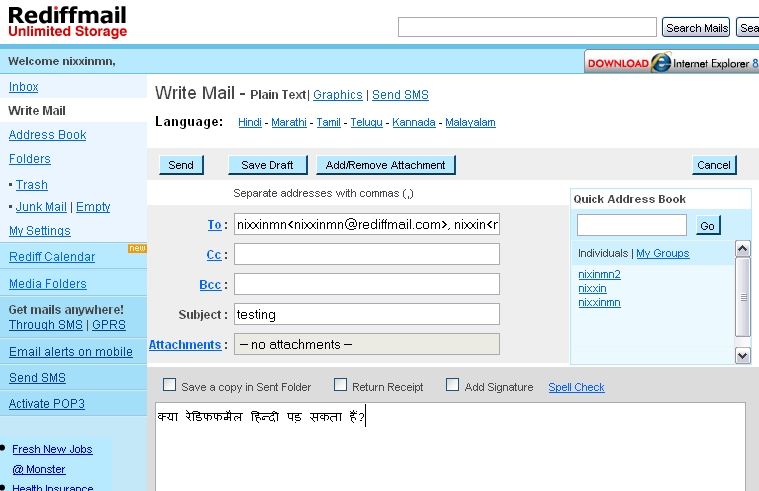 Rediffmail
Unlimited Storage
Search Mails
Sea
Welcome nixxinmn,
DOWNLOAD Internet Explorer 8
Inbox
Write Mail
Address Book
Folders
• Trash
• Junk Mail | Empty
My Settings
new
Rediff Calendar
Media Folders
Get mails anywhere!
Through SMS | GPRS
Email alerts on mobile
Send SMS
Activate POP3
• Fresh New Jobs
@ Monster
• Health Insurance
Write Mail - Plain Text| Graphics | Send SMS
Language: Hindi - Marathi - Tamil - Telugu - Kannada - Malayalam
Send Save Draft Add/Remove Attachment Cancel
Separate addresses with commas (,)
To : nixxinmn<nixxinmn@rediffmail.com>, nixxin<r
Cc :
Bcc :
Subject : testing
Attachments : -- no attachments --
Quick Address Book
Go
Individuals | My Groups
nixinmn2
nixxin
nixxinmn
Save a copy in Sent Folder Return Receipt Add Signature Spell Check
क्या रेडिफफमैल हिन्दी पड सकता हैं?